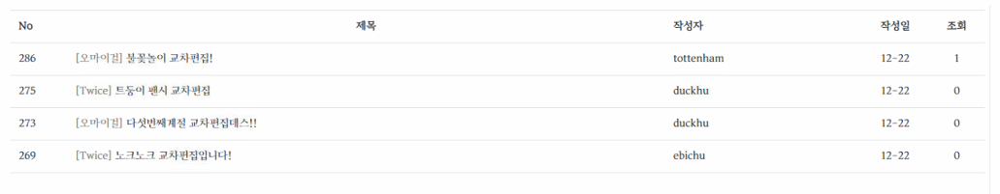 No 제목 작성자 작성일 조회
286 [오마이걸] 불꽃놀이 교차편집! tottenham 12-22 1
275 [Twice] 트둥이 팬시 교차편집 duckhu 12-22 0
273 [오마이걸] 다섯번째계절 교차편집데스!! duckhu 12-22 0
269 [Twice] 노크노크 교차편집입니다! ebichu 12-22 0